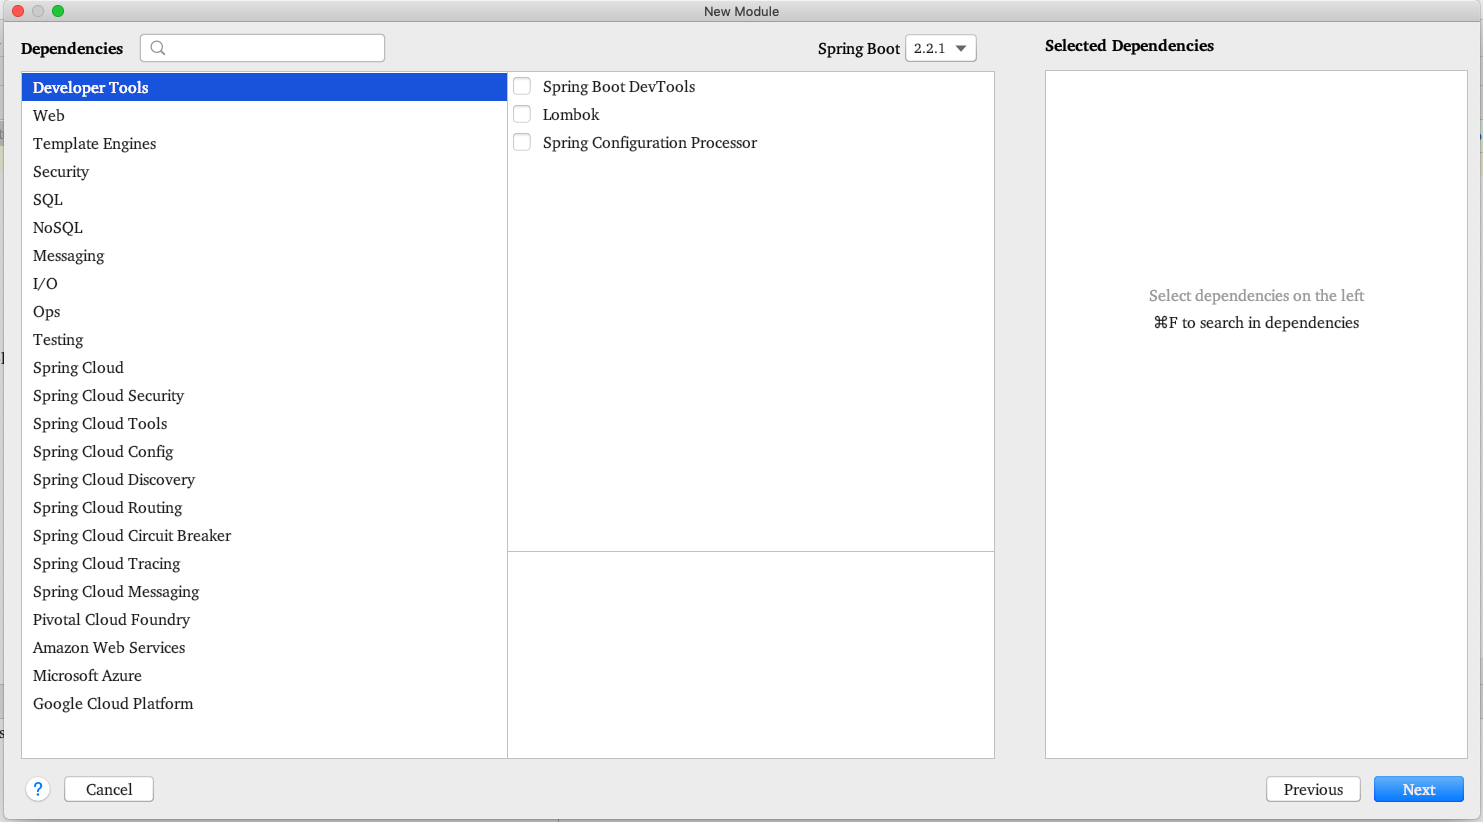 New Module
Dependencies
Spring Boot 2.2.1
Selected Dependencies
Developer Tools
Web
Template Engines
Security
SQL
NoSQL
Messaging
I/O
Ops
Testing
Spring Cloud
Spring Cloud Security
Spring Cloud Tools
Spring Cloud Config
Spring Cloud Discovery
Spring Cloud Routing
Spring Cloud Circuit Breaker
Spring Cloud Tracing
Spring Cloud Messaging
Pivotal Cloud Foundry
Amazon Web Services
Microsoft Azure
Google Cloud Platform
Spring Boot DevTools
Lombok
Spring Configuration Processor
Select dependencies on the left
⌘F to search in dependencies
?
Cancel
Previous
Next